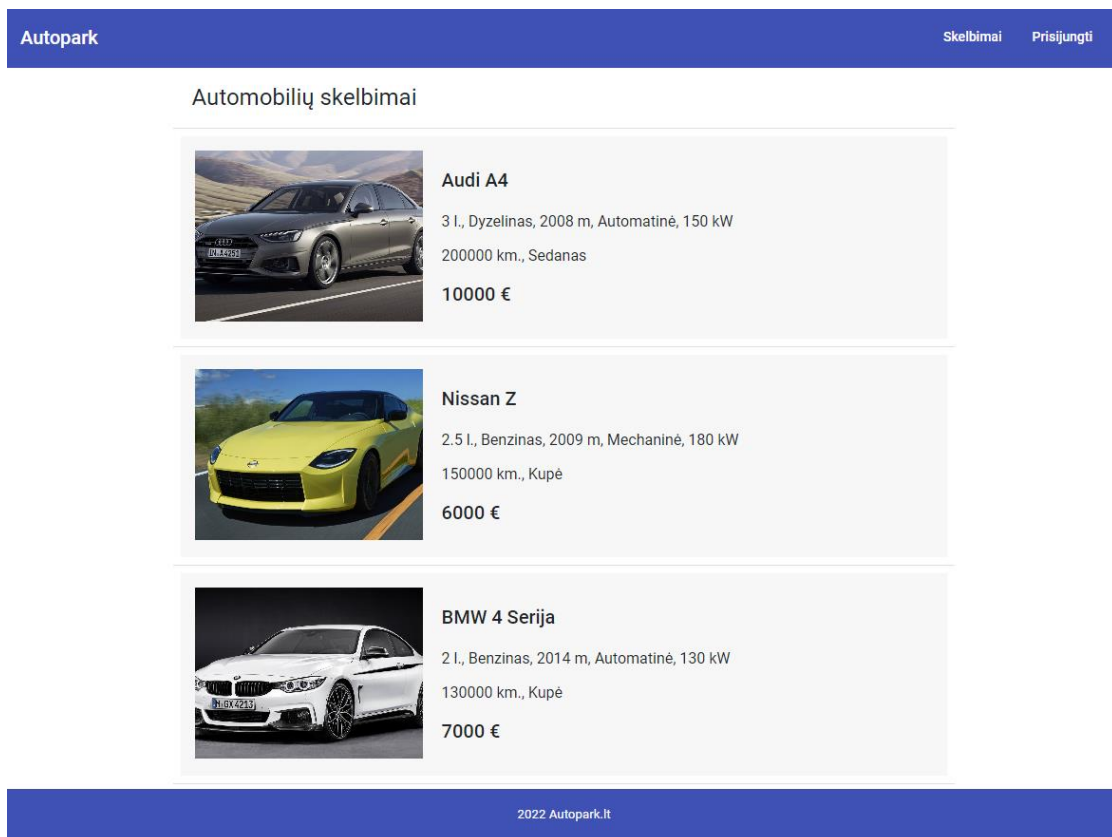 Autopark
Skelbimai
Prisijungti
Automobilių skelbimai
Audi A4
3 l., Dyzelinas, 2008 m, Automatinė, 150 kW
200000 km., Sedanas
10000 €
Nissan Z
2.5 l., Benzinas, 2009 m, Mechaninė, 180 kW
150000 km., Kupė
6000 €
BMW 4 Serija
2 l., Benzinas, 2014 m, Automatinė, 130 kW
130000 km., Kupė
7000 €
2022 Autopark.lt